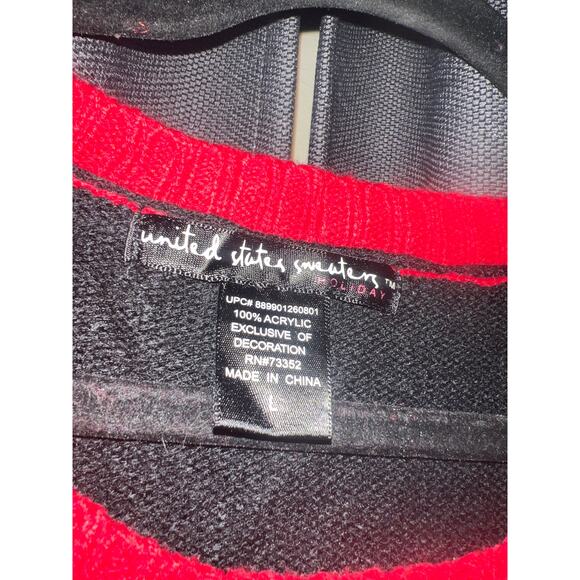 united states sweaters™
HOLIDAY
UPC# 889901260801
100% ACRYLIC
EXCLUSIVE OF
DECORATION
RN#73352
MADE IN CHINA
L